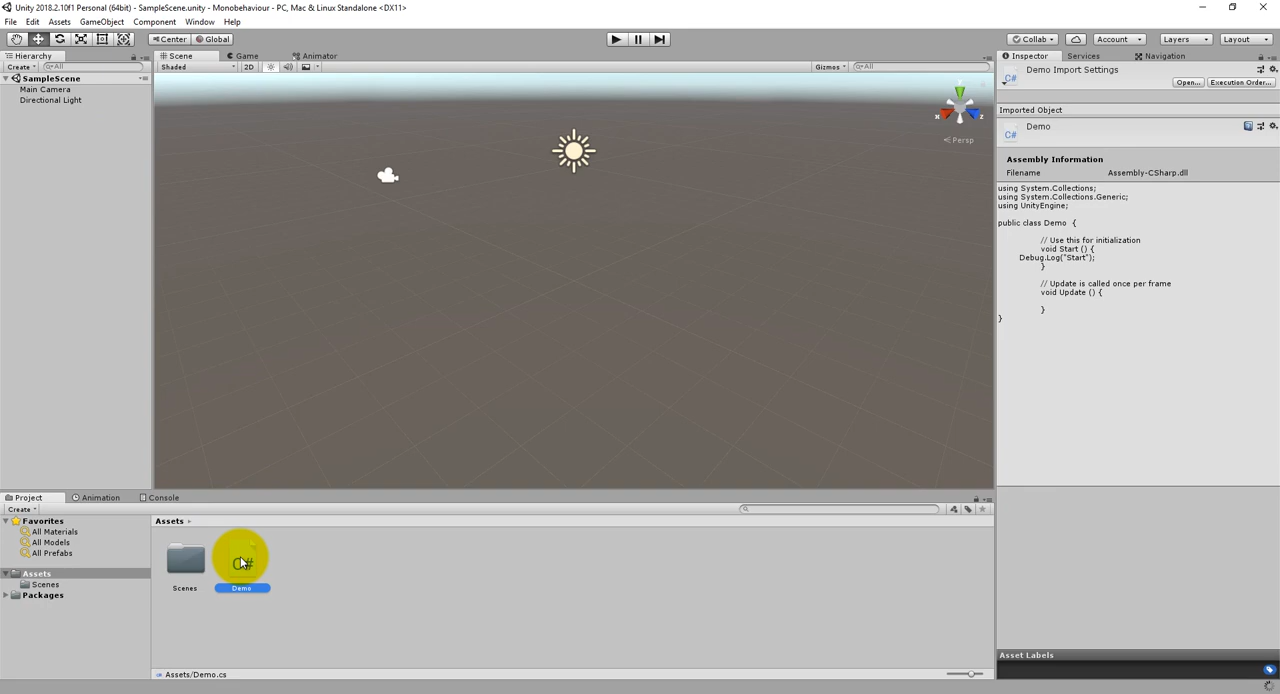 Unity 2018.2.10f1 Personal (64bit) - SampleScene.unity - Monobehaviour - PC, Mac & Linux Standalone <DX11>
File Edit Assets GameObject Component Window Help
Center Global
Collab Account Layers Layout
Hierarchy
Create All
SampleScene
Main Camera
Directional Light
Scene Game Animator
Shaded 2D Gizmos All
Persp
Inspector Services Navigation
Demo Import Settings
Open... Execution Order...
Imported Object
Demo
Assembly Information
Filename Assembly-CSharp.dll
using System.Collections;
using System.Collections.Generic;
using UnityEngine;
public class Demo {
// Use this for initialization
void Start () {
Debug.Log("Start");
}
// Update is called once per frame
void Update () {
}
}
Project Animation Console
Create
Favorites
All Materials
All Models
All Prefabs
Assets
Scenes
Packages
Assets
C#
Scenes Demo
Assets/Demo.cs
Asset Labels